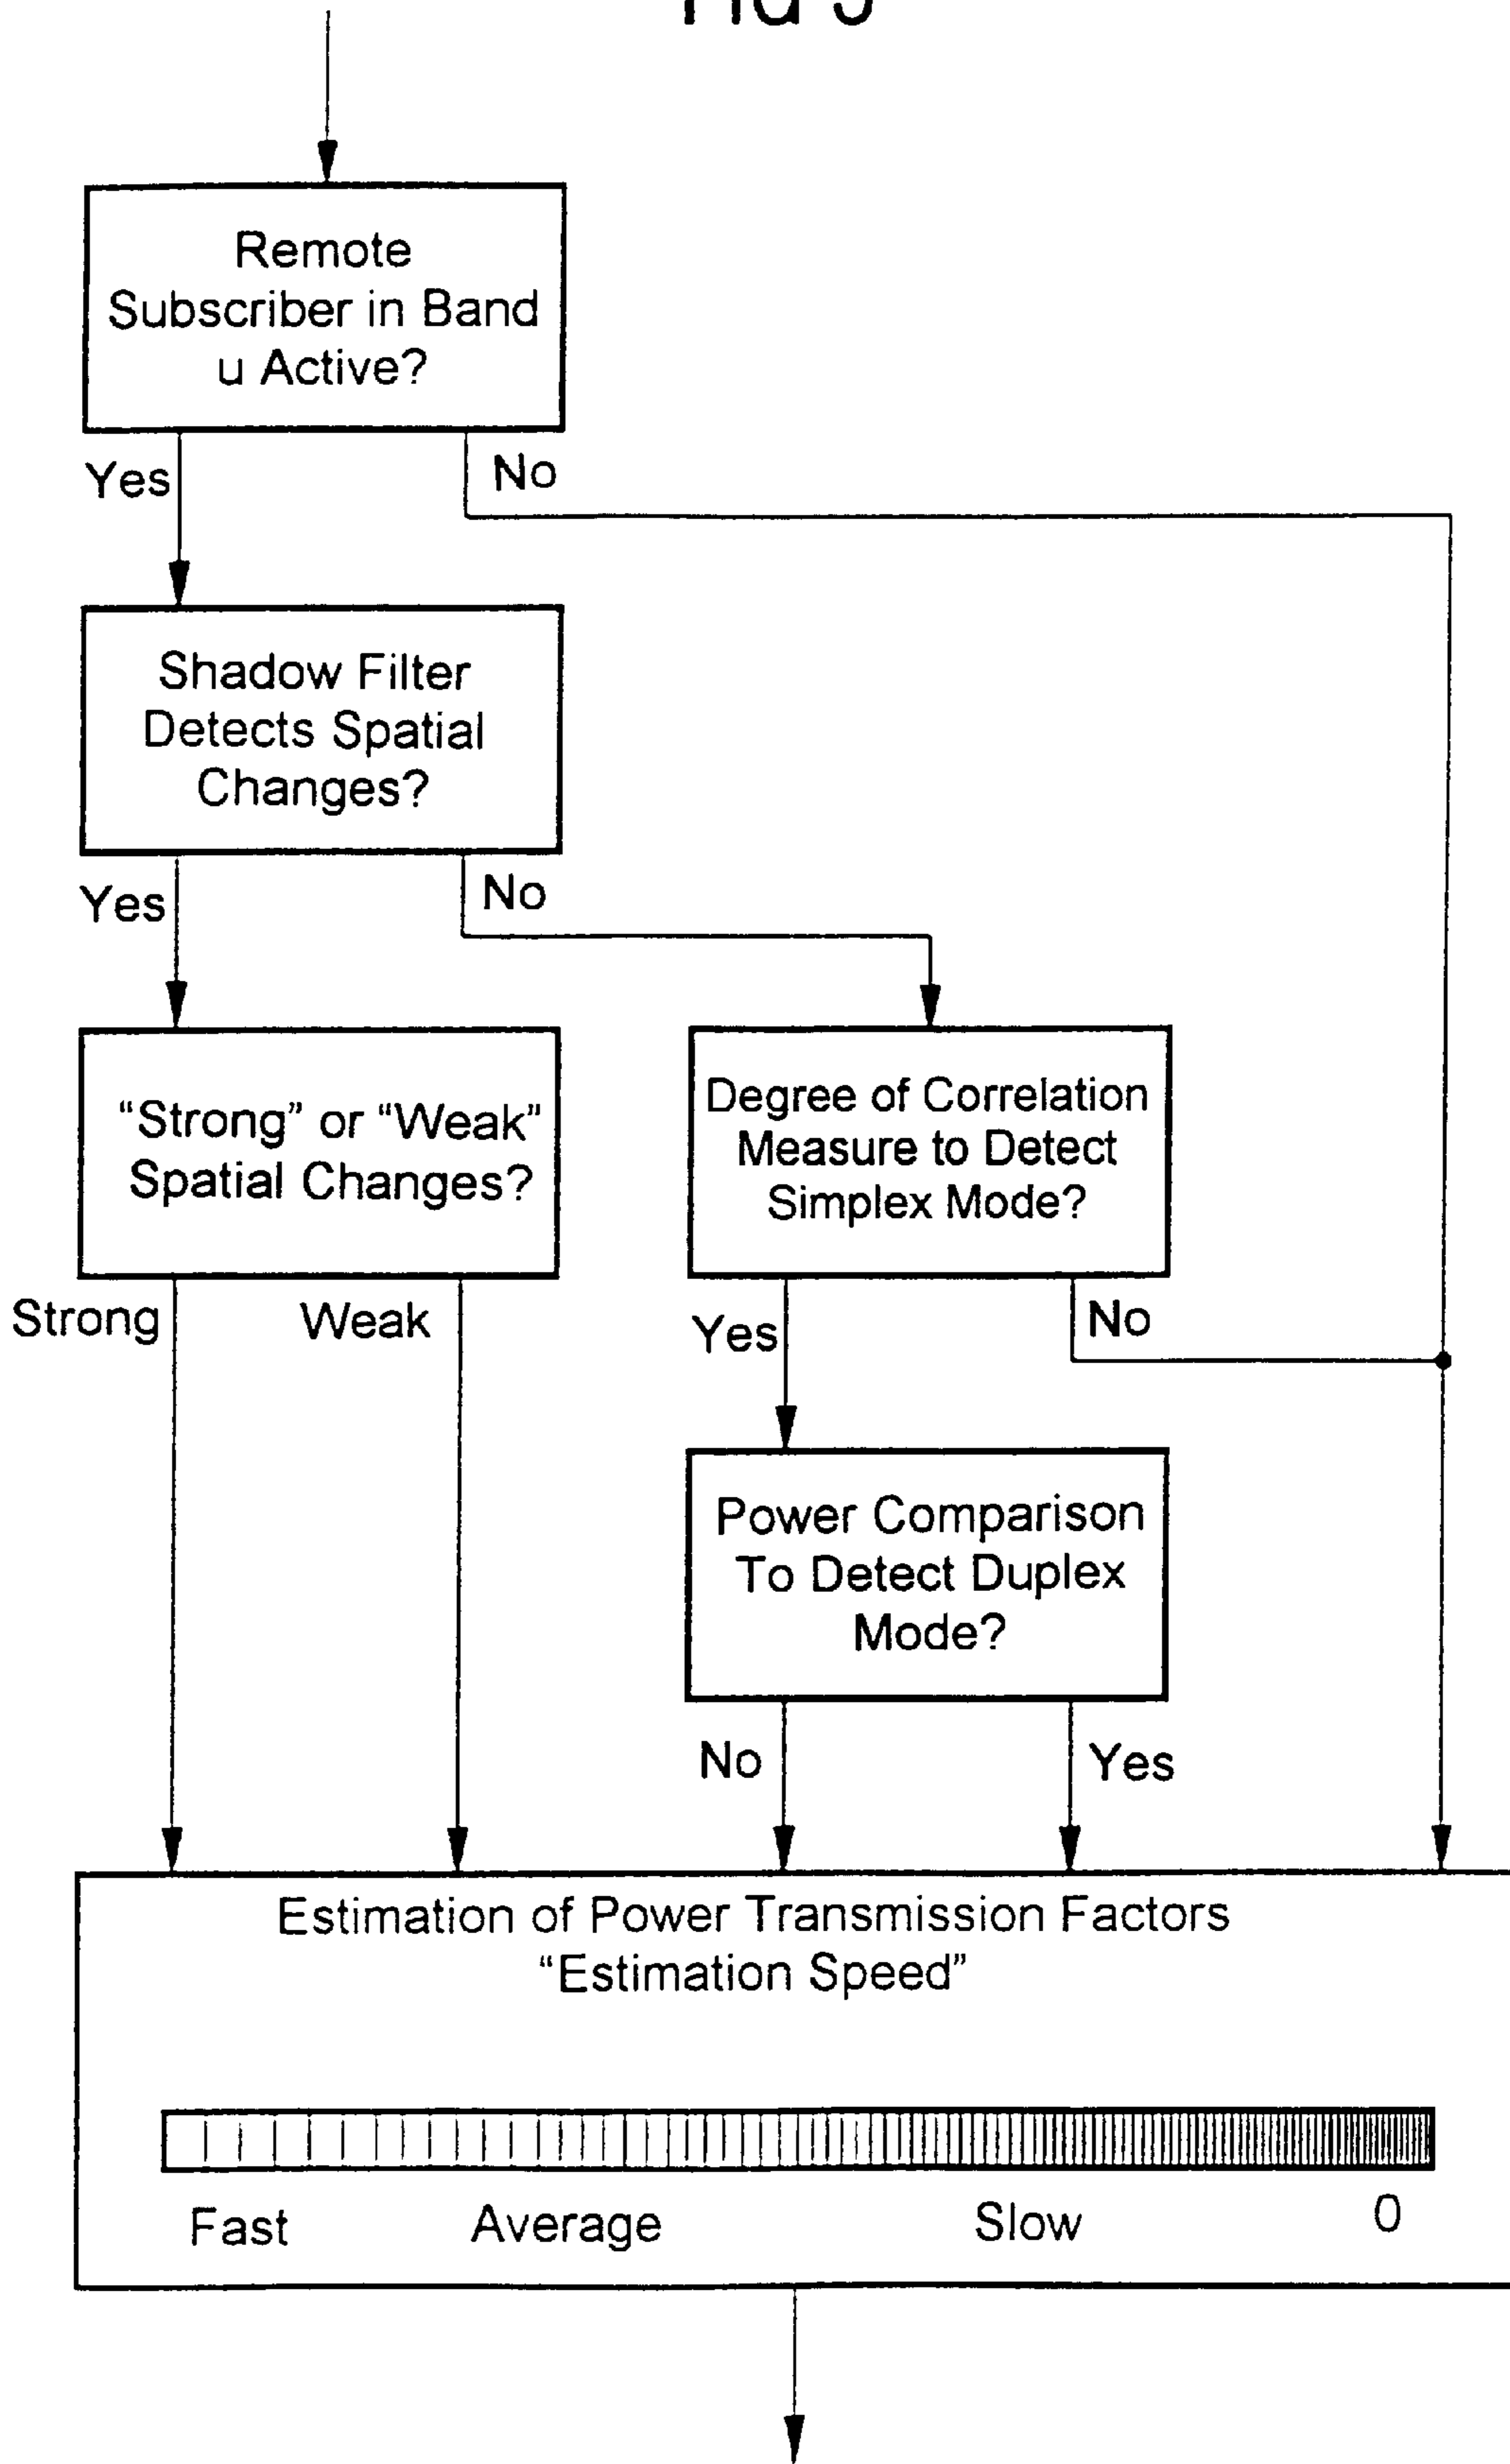 Remote
Subscriber in Band
u Active?
Yes
No
Shadow Filter
Detects Spatial
Changes?
Yes
No
“Strong” or “Weak”
Spatial Changes?
Degree of Correlation
Measure to Detect
Simplex Mode?
Strong
Weak
Yes
No
Power Comparison
To Detect Duplex
Mode?
No
Yes
Estimation of Power Transmission Factors
“Estimation Speed”
Fast
Average
Slow
0